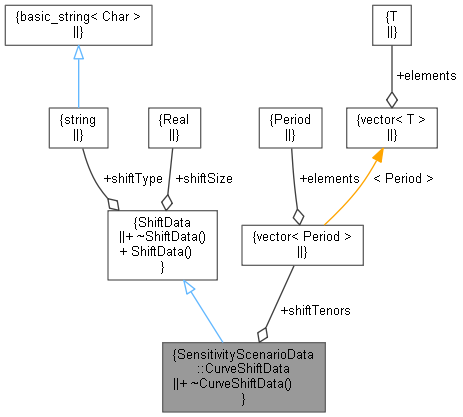 {basic_string< Char >
||}
{T
||}
+elements
{string
||}
{Real
||}
{Period
||}
{vector< T >
||}
+shiftType
+shiftSize
+elements
< Period >
{ShiftData
||+ ~ShiftData()
+ ShiftData()
}
{vector< Period >
||}
+shiftTenors
{SensitivityScenarioData
::CurveShiftData
||+ ~CurveShiftData()
}